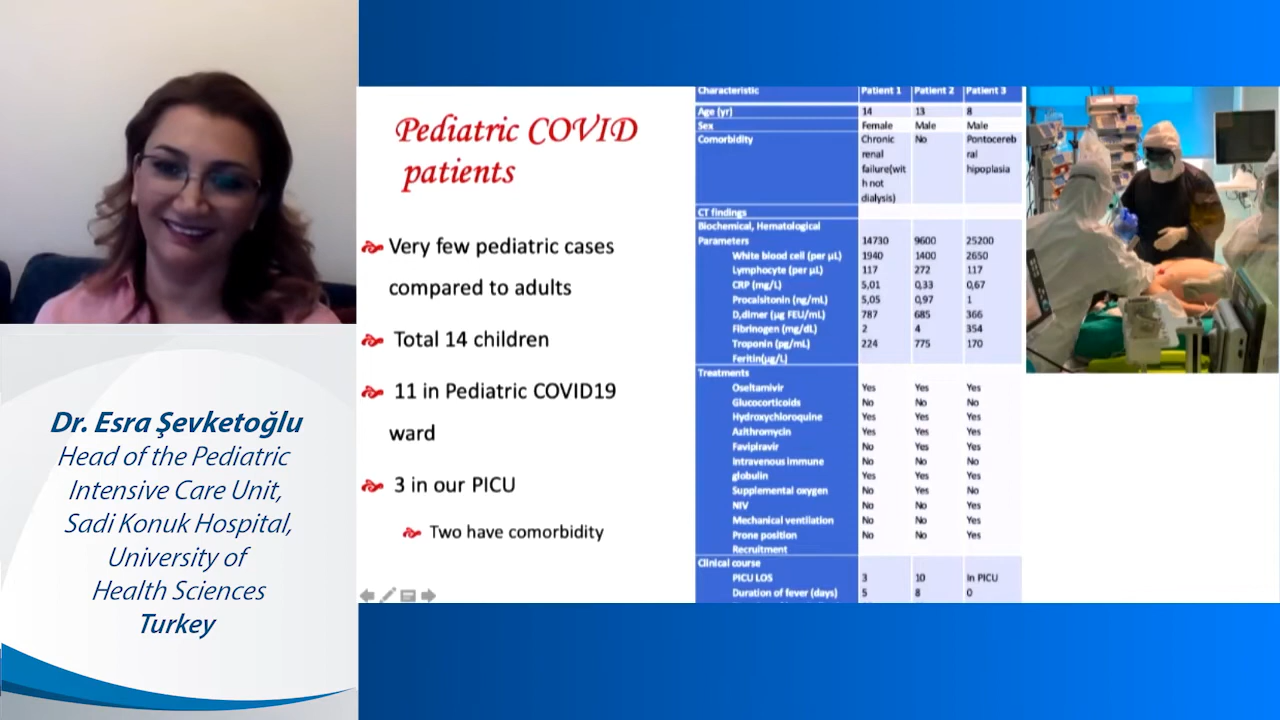 Dr. Esra Şevketoğlu
Head of the Pediatric
Intensive Care Unit,
Sadi Konuk Hospital,
University of
Health Sciences
Turkey
Pediatric COVID
patients
Very few pediatric cases
compared to adults
Total 14 children
11 in Pediatric COVID19
ward
3 in our PICU
Two have comorbidity
Characteristic Patient 1 Patient 2 Patient 3
Age (yr) 14 13 8
Sex Female Male Male
Comorbidity Chronic No Pontocereb
renal ral
failure(wit hipoplasia
h not
dialysis)
CT findings
Biochemical, Hematological
Parameters 14730 9600 25200
White blood cell (per µL) 1940 1400 2650
Lymphocyte (per µL) 117 272 117
CRP (mg/L) 5,01 0,33 0,67
Procalsitonin (ng/mL) 5,05 0,97 1
D,dimer (µg FEU/mL) 787 685 366
Fibrinogen (mg/dL) 2 4 354
Troponin (pg/mL) 224 775 170
Feritin(µg/L)
Treatments
Oseltamivir Yes Yes Yes
Glucocorticoids No No No
Hydroxychloroquine Yes Yes Yes
Azithromycin Yes Yes Yes
Favipiravir No Yes Yes
Intravenous immune No No No
globulin Yes Yes Yes
Supplemental oxygen No Yes No
NIV No No Yes
Mechanical ventilation No No Yes
Prone position No No Yes
Recruitment
Clinical course
PICU LOS 3 10 in PICU
Duration of fever (days) 5 8 0